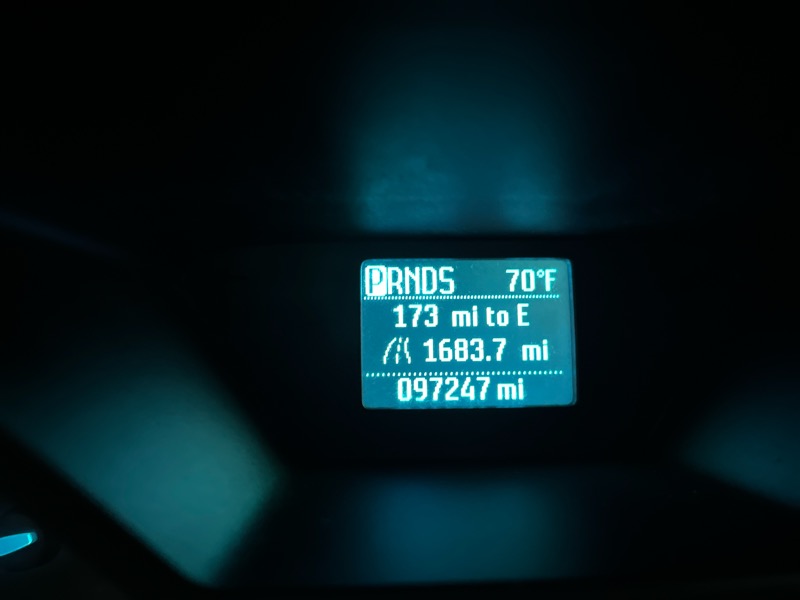 PRNDS 70°F
173 mi to E
1683.7 mi
097247 mi